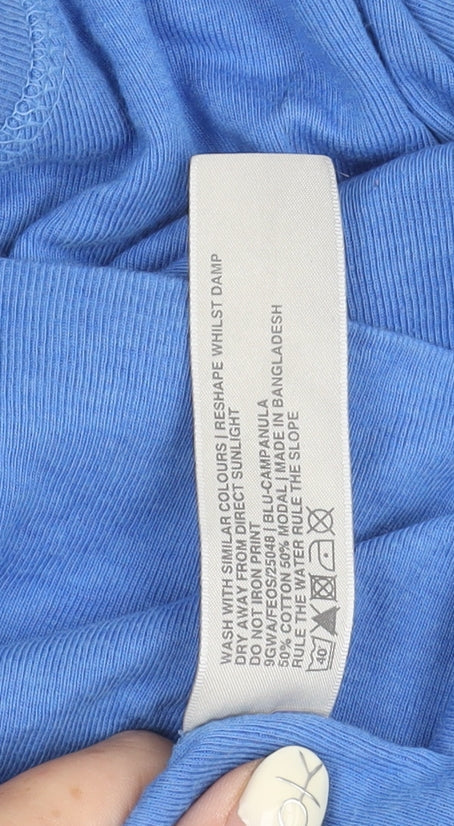 WASH WITH SIMILAR COLOURS | RESHAPE WHILST DAMP
DRY AWAY FROM DIRECT SUNLIGHT
DO NOT IRON PRINT
9GWA/FEOS/25048 | BLU-CAMPANULA
50% COTTON 50% MODAL | MADE IN BANGLADESH
RULE THE WATER RULE THE SLOPE
40°